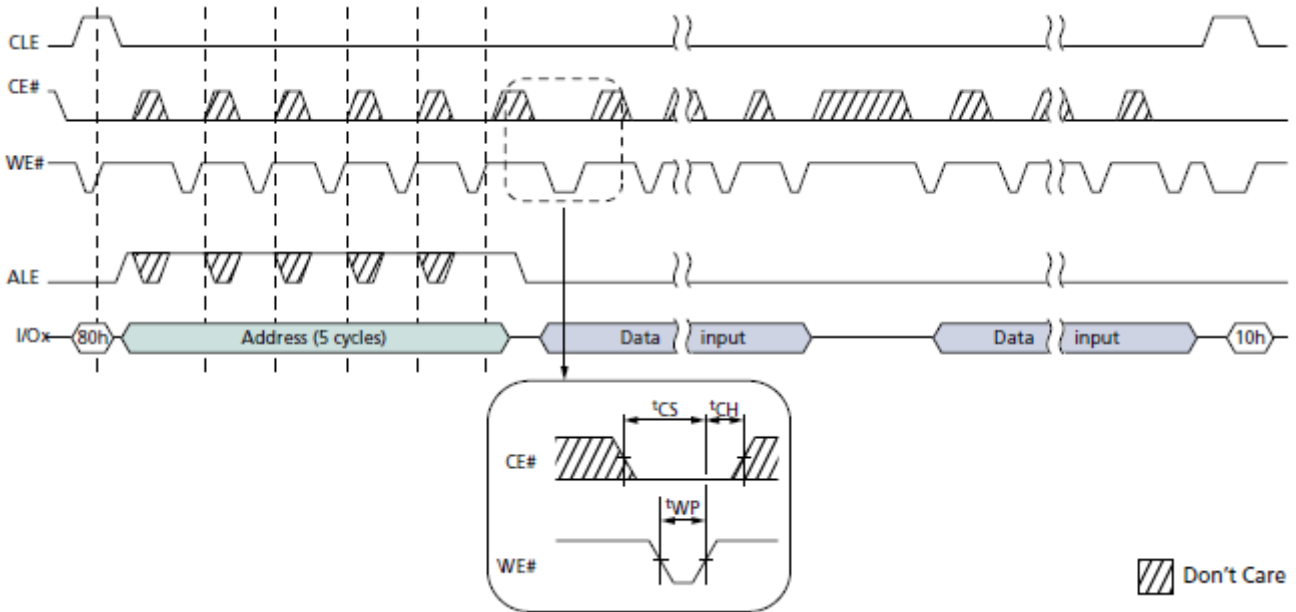 CLE
CE#
WE#
ALE
I/Ox 80h Address (5 cycles) Data input Data input 10h
tCS tCH
CE#
tWP
WE#
Don't Care